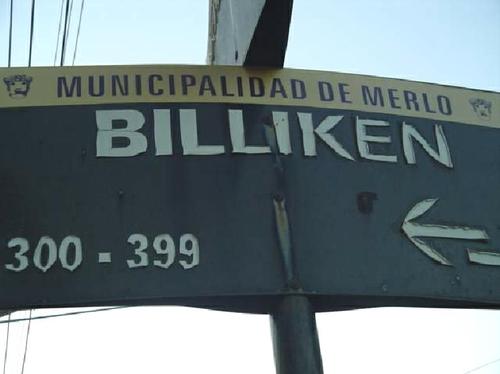 MUNICIPALIDAD DE MERLO
BILLIKEN
300 - 399